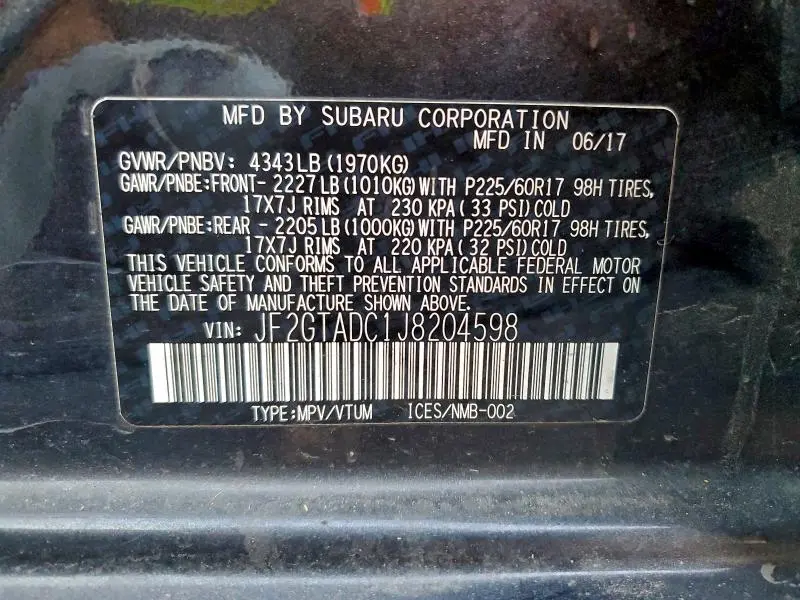 MFD BY SUBARU CORPORATION
MFD IN 06/17
GVWR/PNBV: 4343LB(1970KG)
GAWR/PNBE:FRONT- 2227LB(1010KG)WITH P225/60R17 98H TIRES,
17X7J RIMS AT 230 KPA(33 PSI)COLD
GAWR/PNBE:REAR - 2205LB(1000KG)WITH P225/60R17 98H TIRES,
17X7J RIMS AT 220 KPA(32 PSI)COLD
THIS VEHICLE CONFORMS TO ALL APPLICABLE FEDERAL MOTOR
VEHICLE SAFETY AND THEFT PREVENTION STANDARDS IN EFFECT ON
THE DATE OF MANUFACTURE SHOWN ABOVE.
VIN: JF2GTADC1J8204598
TYPE:MPV/VTUM ICES/NMB-002